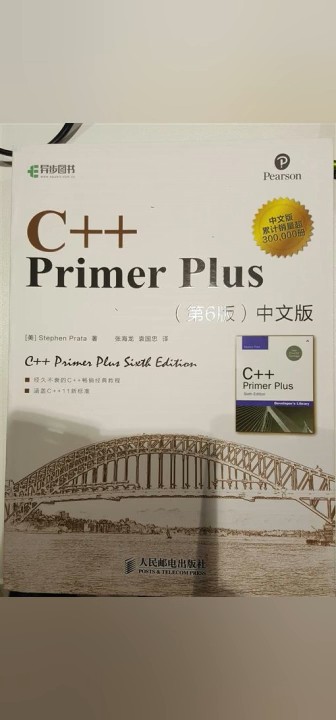 异步图书
Pearson
中文版
累计销量超
300,000册
C++
Primer Plus
（第6版）中文版
[美] Stephen Prata 著 张海龙 袁国忠 译
C++ Primer Plus Sixth Edition
经久不衰的C++畅销经典教程
涵盖C++11新标准
C++
Primer Plus
Sixth Edition
Developer's Library
人民邮电出版社
POSTS & TELECOM PRESS